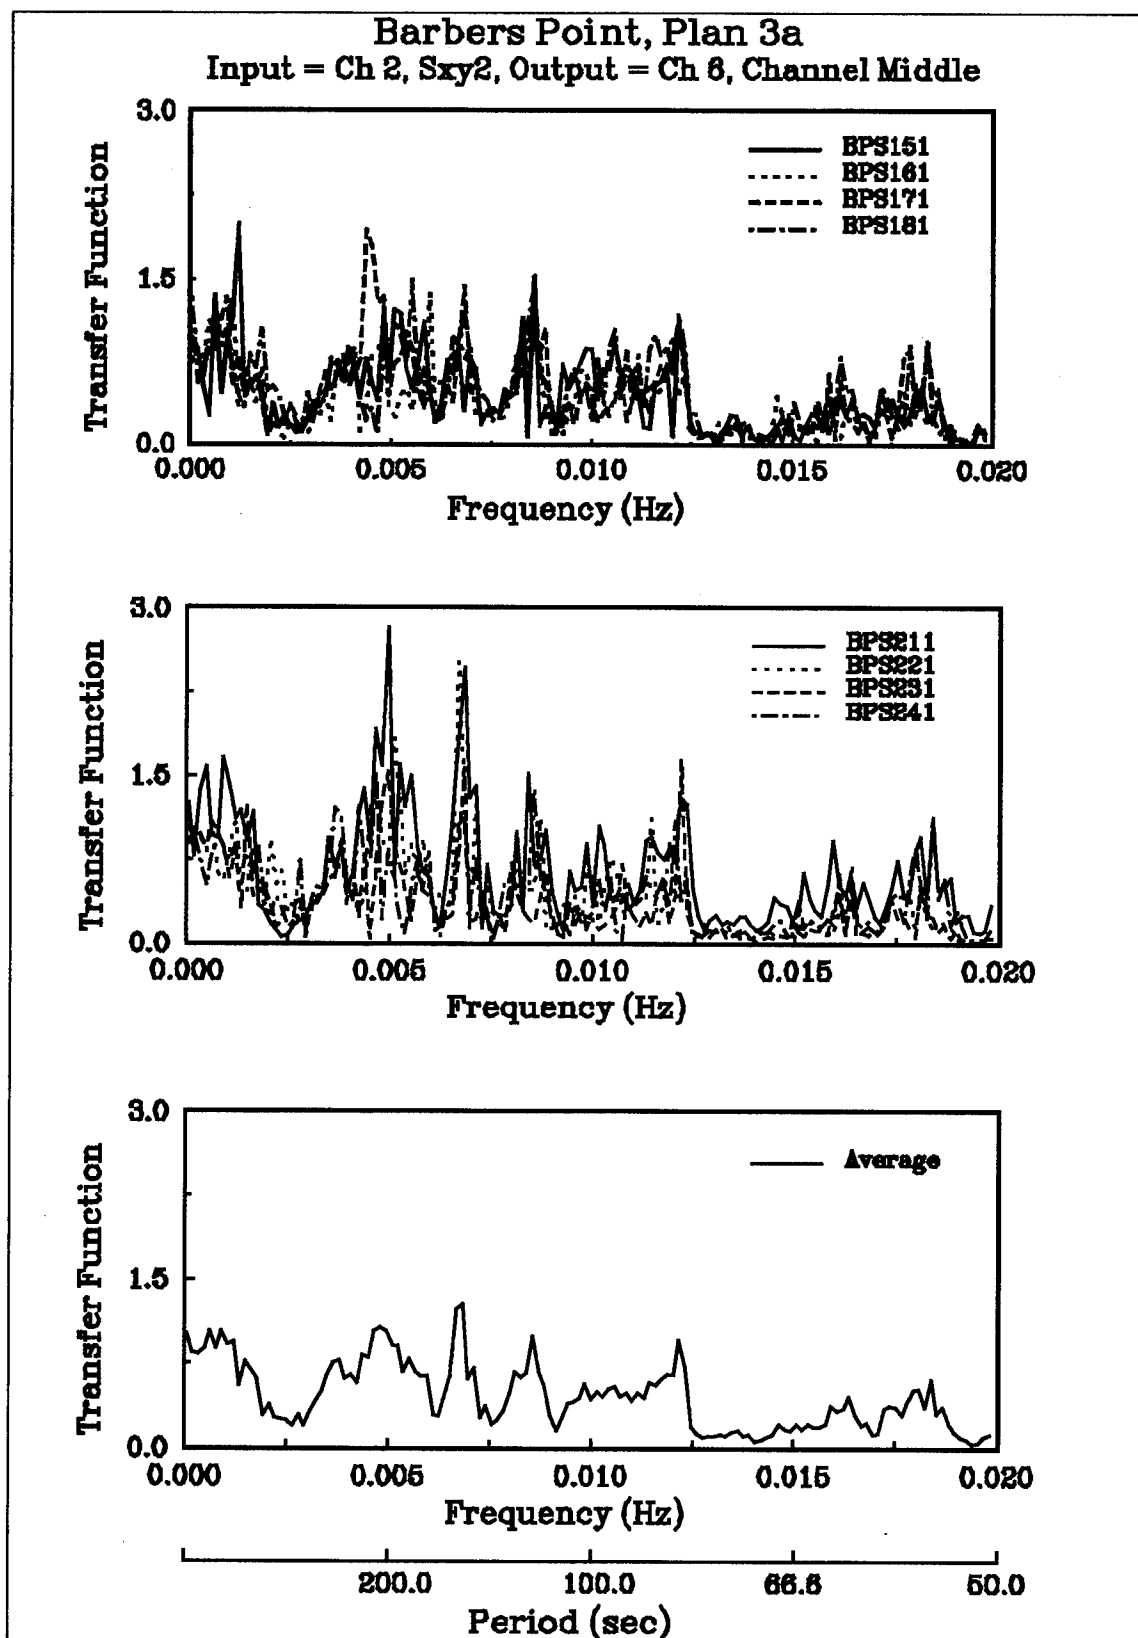 Barbers Point, Plan 3a
Input = Ch 2, Sxy2, Output = Ch 6, Channel Middle
3.0
1.5
0.0
Transfer Function
BPS151
BPS161
BPS171
BPS181
0.000 0.005 0.010 0.015 0.020
Frequency (Hz)
3.0
1.5
0.0
Transfer Function
BPS211
BPS221
BPS231
BPS241
0.000 0.005 0.010 0.015 0.020
Frequency (Hz)
3.0
1.5
0.0
Transfer Function
Average
0.000 0.005 0.010 0.015 0.020
Frequency (Hz)
200.0 100.0 66.6 50.0
Period (sec)